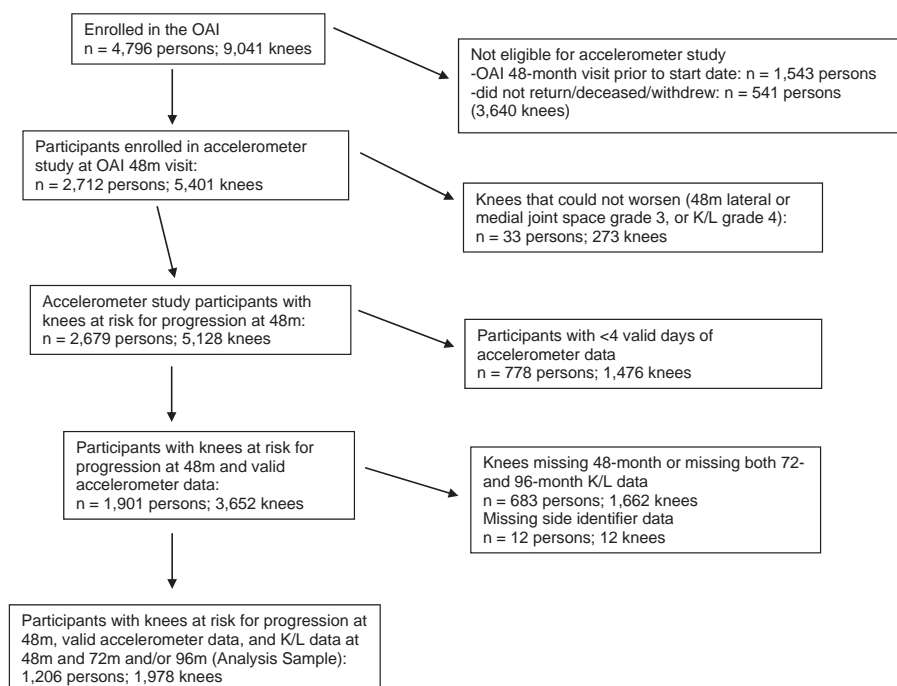 Enrolled in the OAI
n = 4,796 persons; 9,041 knees
Not eligible for accelerometer study
-OAI 48-month visit prior to start date: n = 1,543 persons
-did not return/deceased/withdrew: n = 541 persons
(3,640 knees)
Participants enrolled in accelerometer
study at OAI 48m visit:
n = 2,712 persons; 5,401 knees
Knees that could not worsen (48m lateral or
medial joint space grade 3, or K/L grade 4):
n = 33 persons; 273 knees
Accelerometer study participants with
knees at risk for progression at 48m:
n = 2,679 persons; 5,128 knees
Participants with <4 valid days of
accelerometer data
n = 778 persons; 1,476 knees
Participants with knees at risk for
progression at 48m and valid
accelerometer data:
n = 1,901 persons; 3,652 knees
Knees missing 48-month or missing both 72-
and 96-month K/L data
n = 683 persons; 1,662 knees
Missing side identifier data
n = 12 persons; 12 knees
Participants with knees at risk for progression at
48m, valid accelerometer data, and K/L data at
48m and 72m and/or 96m (Analysis Sample):
1,206 persons; 1,978 knees